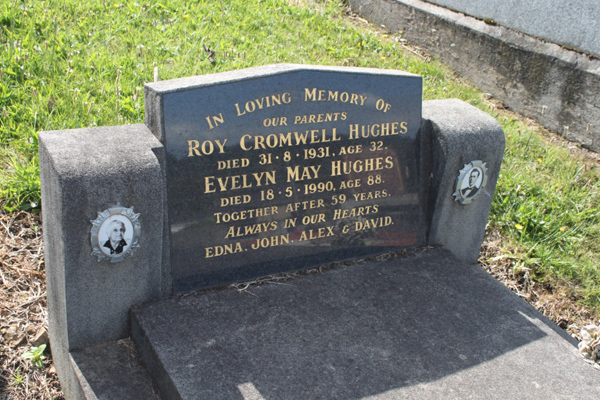 In Loving Memory Of
our parents
Roy Cromwell Hughes
died 31·8·1931. age 32.
Evelyn May Hughes
died 18·5·1990. age 88.
Together after 59 years.
Always in our hearts
Edna, John, Alex & David.